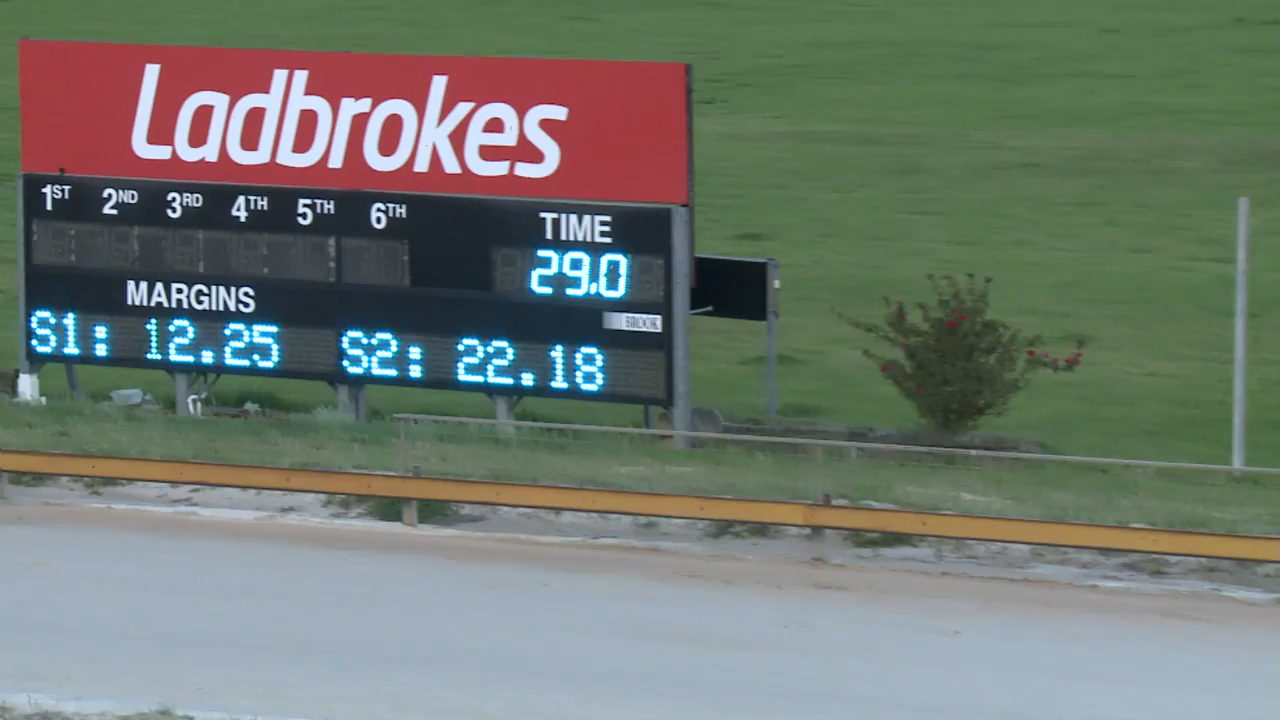 Ladbrokes
1ST 2ND 3RD 4TH 5TH 6TH TIME
29.0
MARGINS
BROOK
S1: 12.25 S2: 22.18